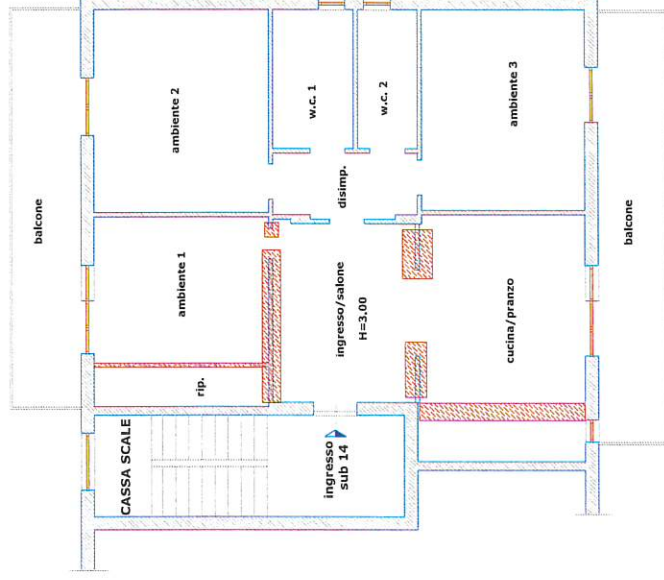 balcone
ambiente 2
w.c. 1
w.c. 2
ambiente 3
disimp.
ambiente 1
rip.
ingresso/salone
H=3.00
cucina/pranzo
balcone
CASSA SCALE
ingresso
sub 14